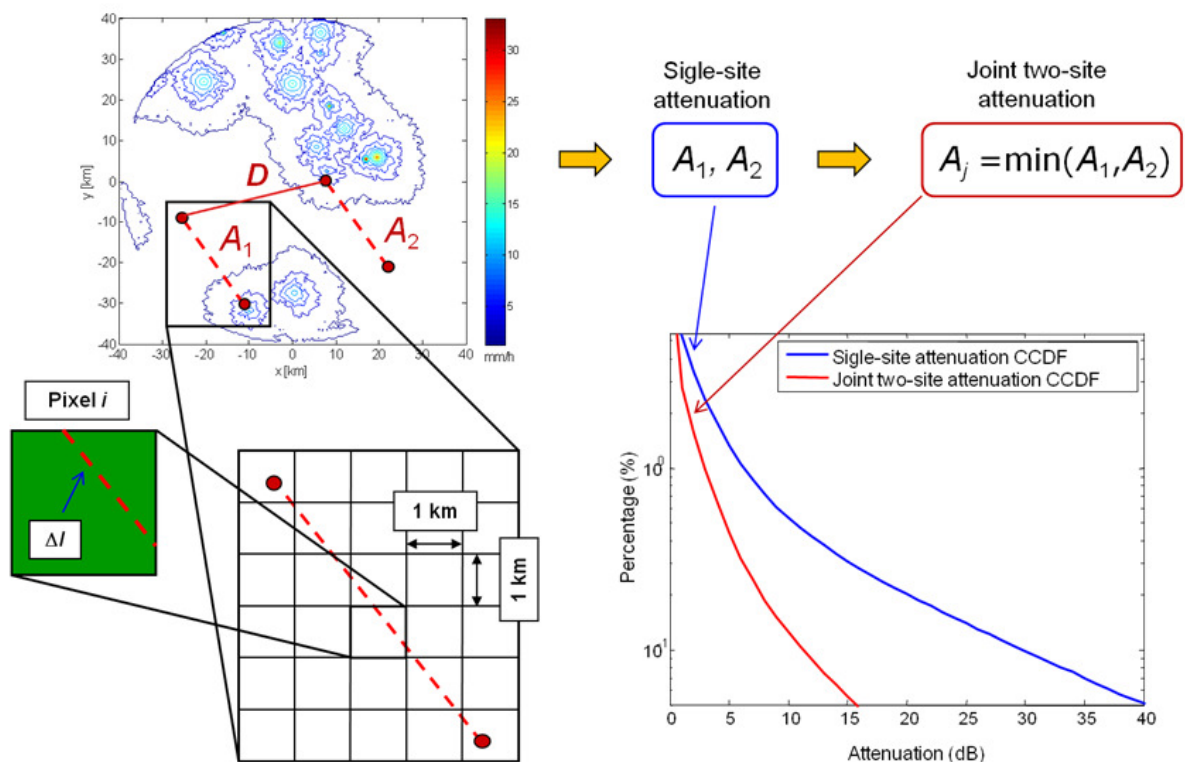 40
30
20
10
0
-10
-20
-30
-40
y [km]
-40 -30 -20 -10 0 10 20 30 40
x [km]
30
25
20
15
10
5
mm/h
D
A1
A2
Sigle-site
attenuation
A1, A2
Joint two-site
attenuation
Aj =min(A1,A2)
Pixel i
Δl
1 km
1 km
Sigle-site attenuation CCDF
Joint two-site attenuation CCDF
Percentage (%)
10^0
10^1
0 5 10 15 20 25 30 35 40
Attenuation (dB)